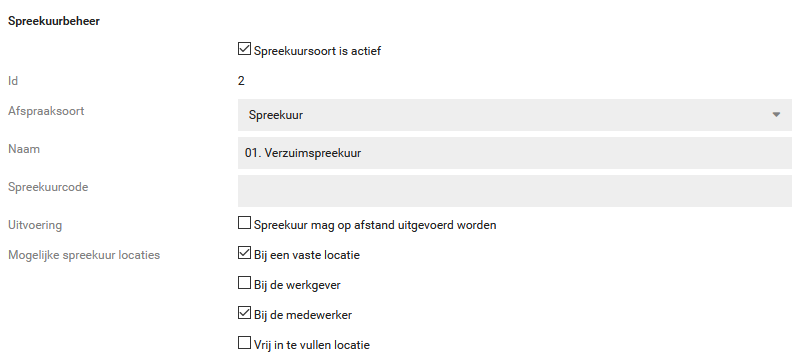 Spreekuurbeheer
Spreekuursoort is actief
Id 2
Afspraaksoort Spreekuur
Naam 01. Verzuimspreekuur
Spreekuurcode
Uitvoering Spreekuur mag op afstand uitgevoerd worden
Mogelijke spreekuur locaties Bij een vaste locatie
Bij de werkgever
Bij de medewerker
Vrij in te vullen locatie